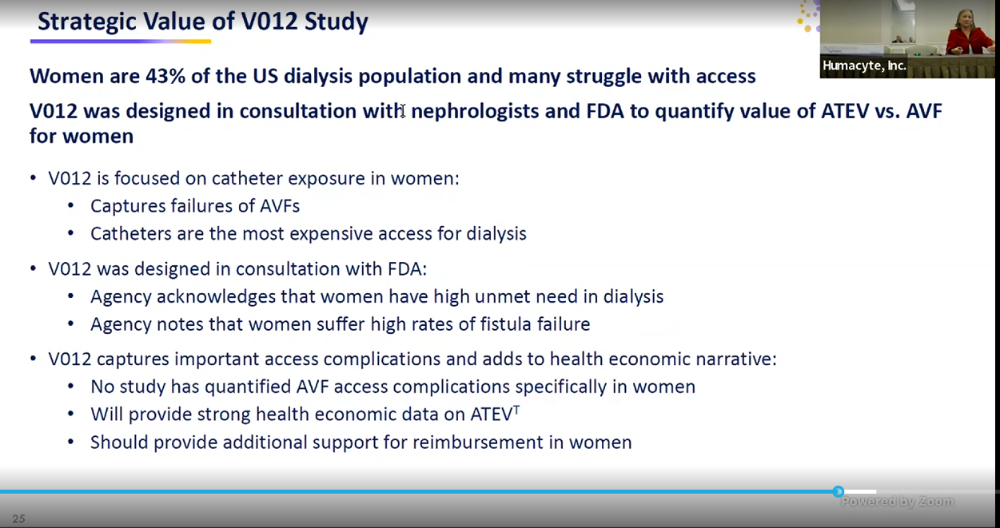 Strategic Value of V012 Study
Humacyte, Inc.
Women are 43% of the US dialysis population and many struggle with access
V012 was designed in consultation with nephrologists and FDA to quantify value of ATEV vs. AVF
for women
• V012 is focused on catheter exposure in women:
• Captures failures of AVFs
• Catheters are the most expensive access for dialysis
• V012 was designed in consultation with FDA:
• Agency acknowledges that women have high unmet need in dialysis
• Agency notes that women suffer high rates of fistula failure
• V012 captures important access complications and adds to health economic narrative:
• No study has quantified AVF access complications specifically in women
• Will provide strong health economic data on ATEVᵀ
• Should provide additional support for reimbursement in women
Powered by Zoom
25